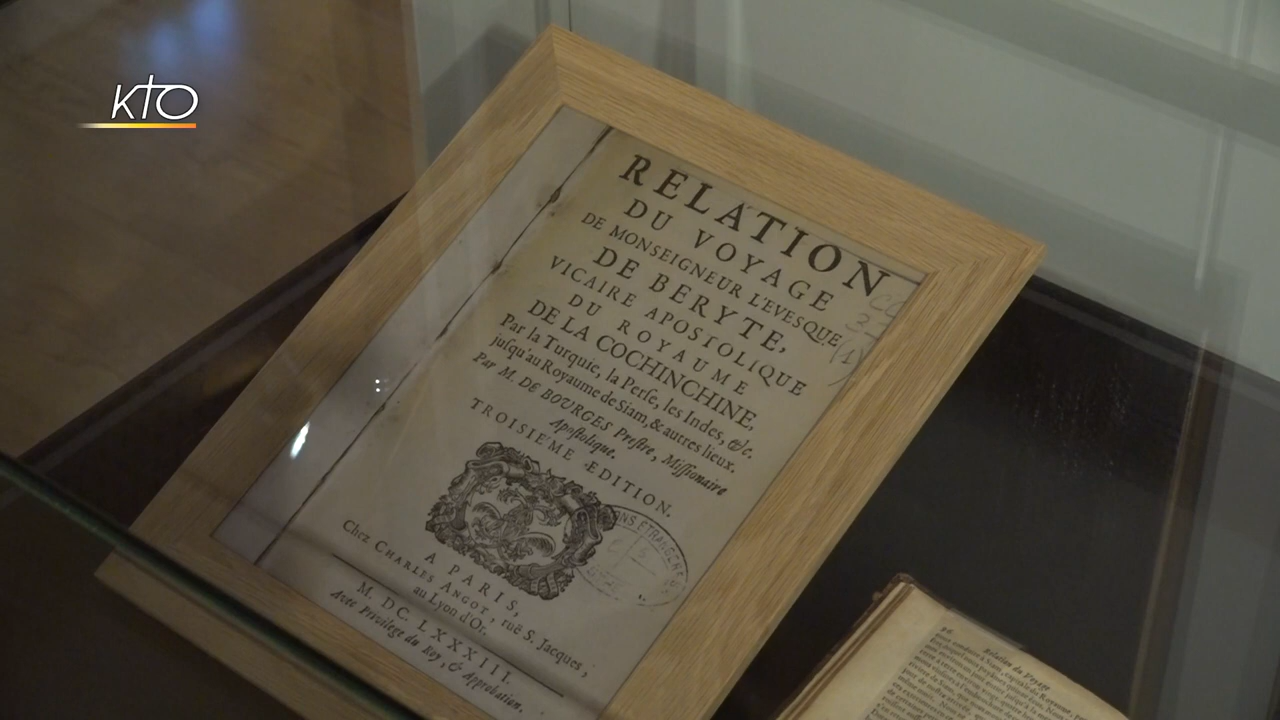 KTO
RELATION
DU VOYAGE
DE MONSEIGNEUR L'EVESQUE
DE BERYTE,
VICAIRE APOSTOLIQUE
DU ROYAUME
DE LA COCHINCHINE,
Par la Turquie, la Perſe, les Indes, &c.
juſqu'au Royaume de Siam, & autres lieux.
Par M. DE BOURGES Preſtre, Miſſionaire
Apoſtolique.
TROISIEME EDITION.
A PARIS,
Chez CHARLES ANGOT, ruë S. Jacques,
au Lyon d'Or.
M. DC. LXXXIII.
Avec Privilege du Roy, & Approbation.
Relation du Voyage